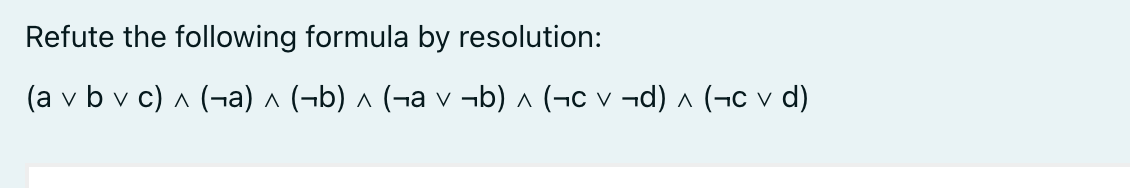 Refute the following formula by resolution:
(a ∨ b ∨ c) ∧ (¬a) ∧ (¬b) ∧ (¬a ∨ ¬b) ∧ (¬c ∨ ¬d) ∧ (¬c ∨ d)